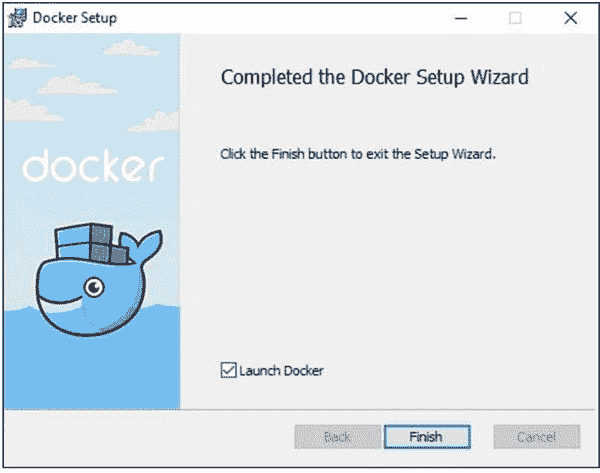 Docker Setup
Completed the Docker Setup Wizard
Click the Finish button to exit the Setup Wizard.
docker
Launch Docker
Back
Finish
Cancel